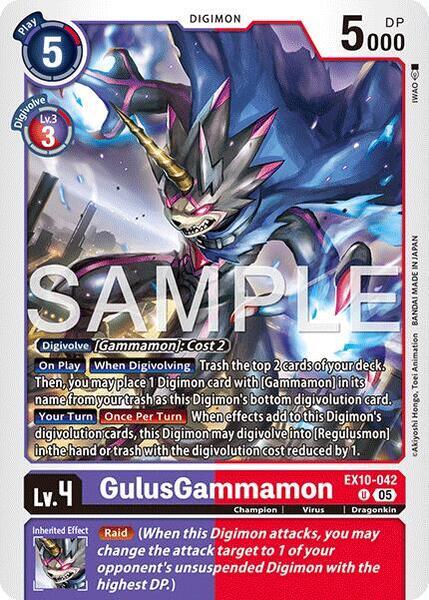 Play
5
DIGIMON
5000
DP
Digivolve
Lv.3
3
IWAO
SAMPLE
Digivolve [Gammamon]: Cost 2
On Play When Digivolving Trash the top 2 cards of your deck.
Then, you may place 1 Digimon card with [Gammamon] in its
name from your trash as this Digimon's bottom digivolution card.
Your Turn Once Per Turn When effects add to this Digimon's
digivolution cards, this Digimon may digivolve into [Regulusmon]
in the hand or trash with the digivolution cost reduced by 1.
©Akiyoshi Hongo, Toei Animation BANDAI MADE IN JAPAN
Lv.4
GulusGammamon
EX10-042
U 05
Champion Virus Dragonkin
Inherited Effect
Raid (When this Digimon attacks, you may
change the attack target to 1 of your
opponent's unsuspended Digimon with the
highest DP.)